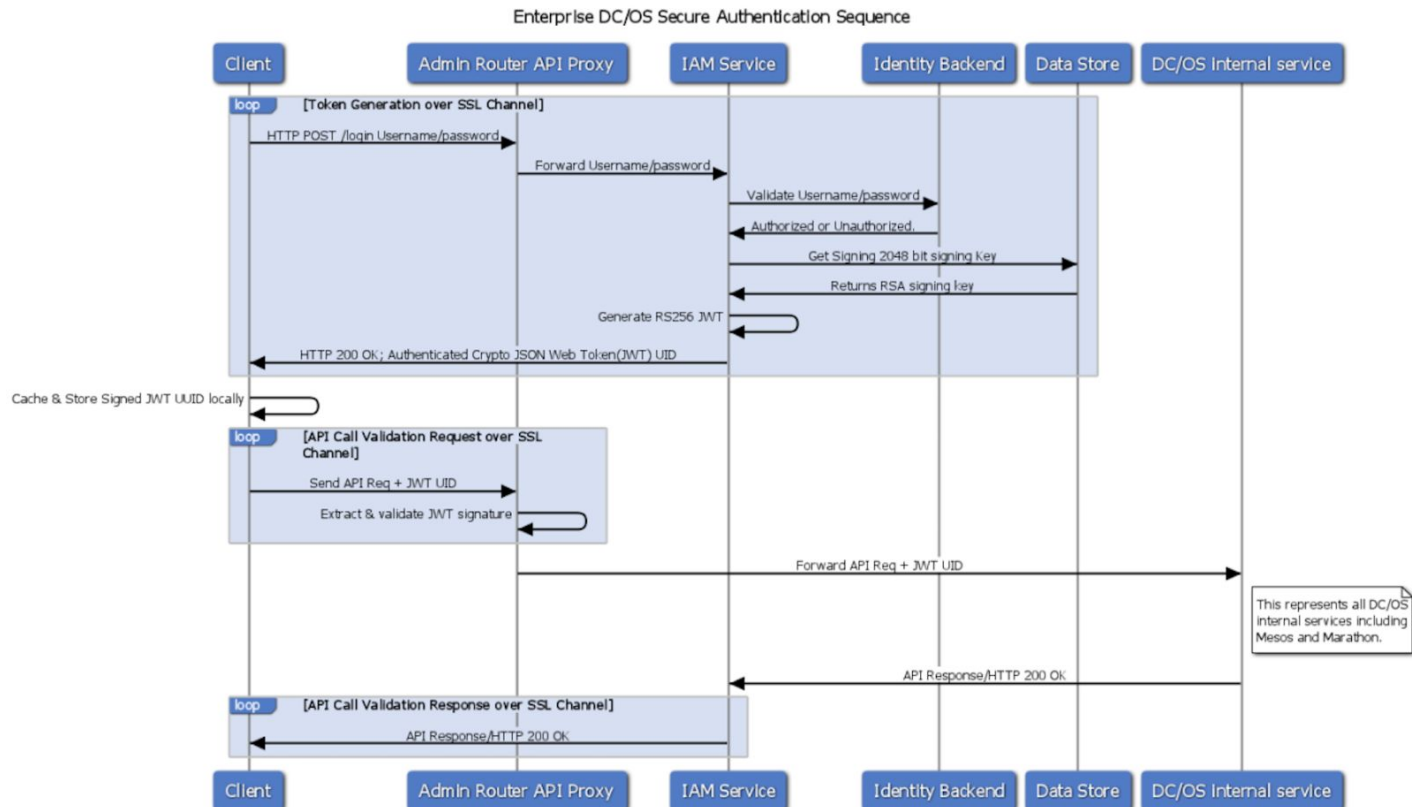 Enterprise DC/OS Secure Authentication Sequence
Client
Admin Router API Proxy
IAM Service
Identity Backend
Data Store
DC/OS Internal service
loop
[Token Generation over SSL Channel]
HTTP POST /login Username/password
Forward Username/password
Validate Username/password
Authorized or Unauthorized.
Get Signing 2048 bit signing Key
Returns RSA signing key
Generate RS256 JWT
HTTP 200 OK; Authenticated Crypto JSON Web Token(JWT) UID
Cache & Store Signed JWT UUID locally
loop
[API Call Validation Request over SSL
Channel]
Send API Req + JWT UID
Extract & validate JWT signature
Forward API Req + JWT UID
This represents all DC/OS
internal services including
Mesos and Marathon.
API Response/HTTP 200 OK
loop
[API Call Validation Response over SSL Channel]
API Response/HTTP 200 OK
Client
Admin Router API Proxy
IAM Service
Identity Backend
Data Store
DC/OS Internal service